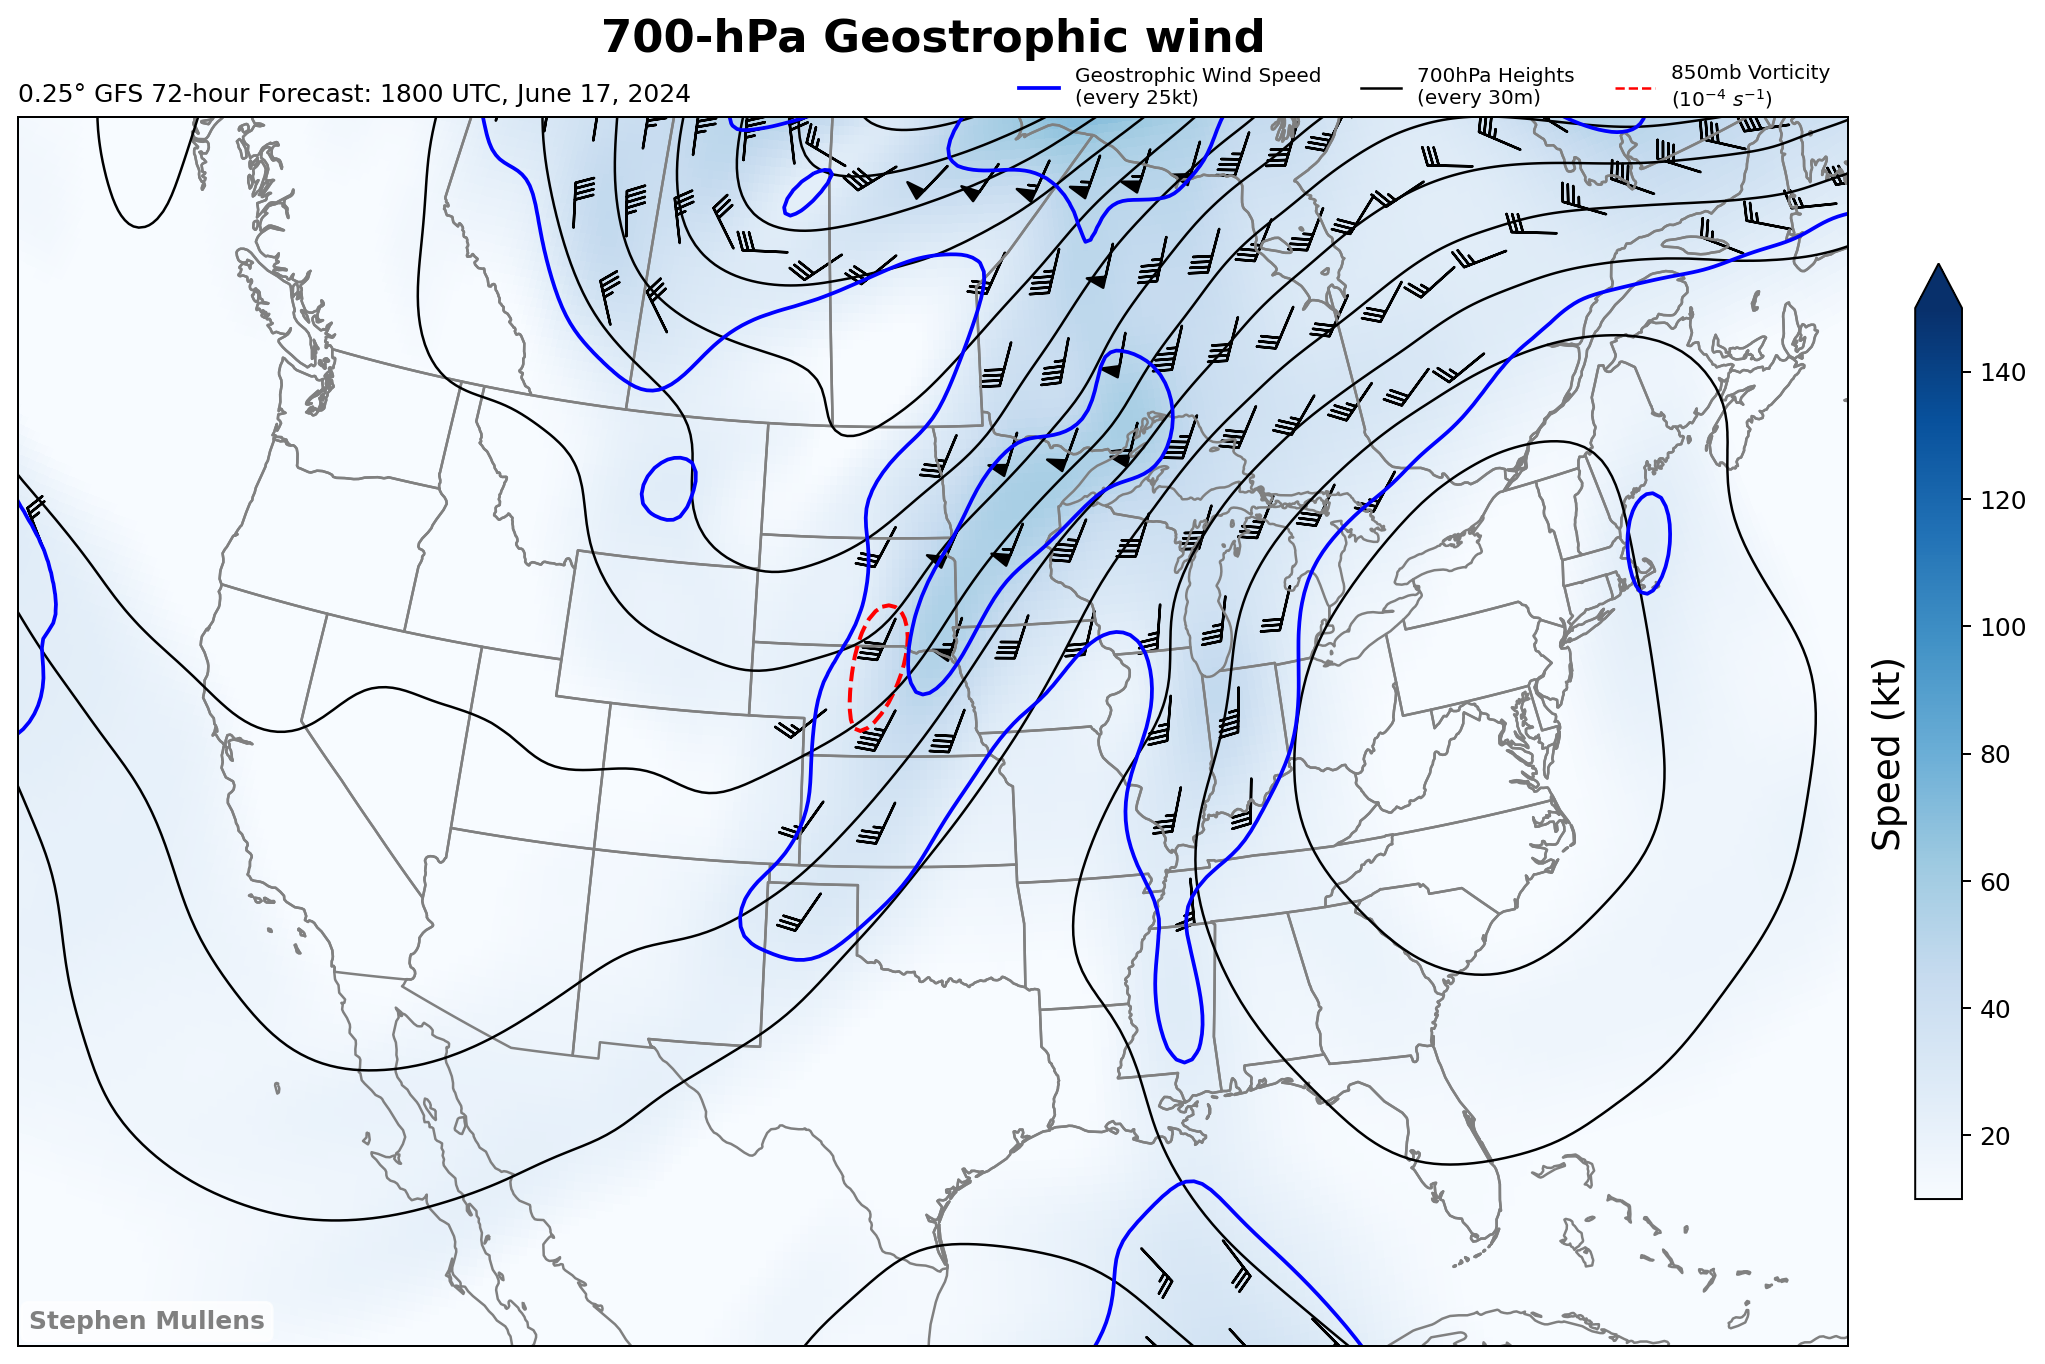 700-hPa Geostrophic wind
0.25° GFS 72-hour Forecast: 1800 UTC, June 17, 2024
Geostrophic Wind Speed
(every 25kt)
700hPa Heights
(every 30m)
850mb Vorticity
(10⁻⁴ s⁻¹)
140
120
100
80
60
40
20
Speed (kt)
Stephen Mullens